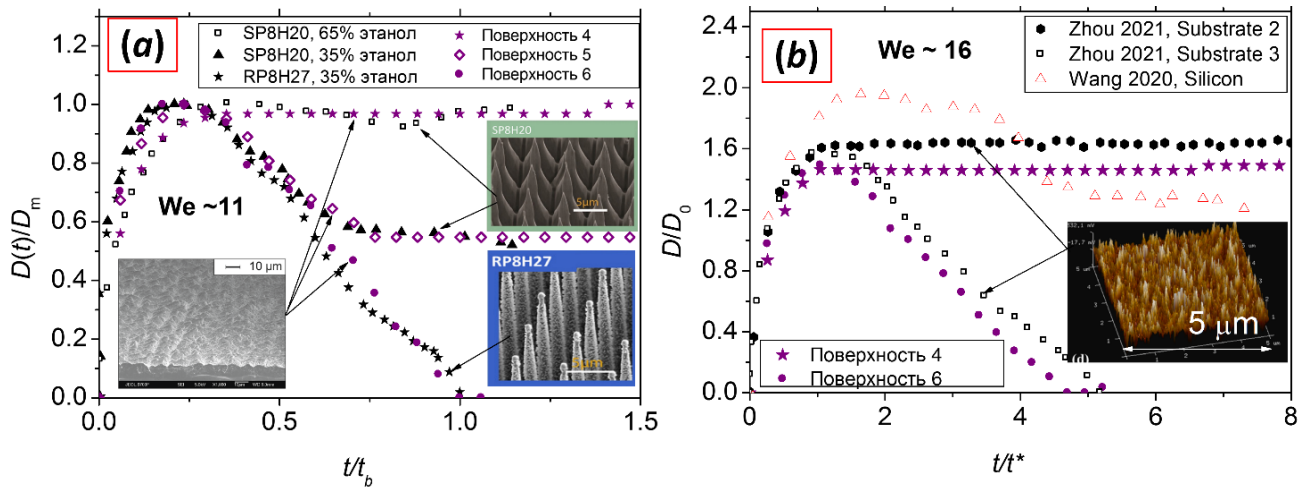 (a)
SP8H20, 65% этанол
SP8H20, 35% этанол
RP8H27, 35% этанол
Поверхность 4
Поверхность 5
Поверхность 6
We ~11
SP8H20
5µm
RP8H27
5µm
10 µm
1.2
1.0
0.8
0.6
0.4
0.2
0.0
D(t)/Dm
0.0 0.5 1.0 1.5
t/tb
(b)
We ~ 16
Zhou 2021, Substrate 2
Zhou 2021, Substrate 3
Wang 2020, Silicon
5 µm
(d)
Поверхность 4
Поверхность 6
2.4
2.0
1.6
1.2
0.8
0.4
0.0
D/D0
0 2 4 6 8
t/t*